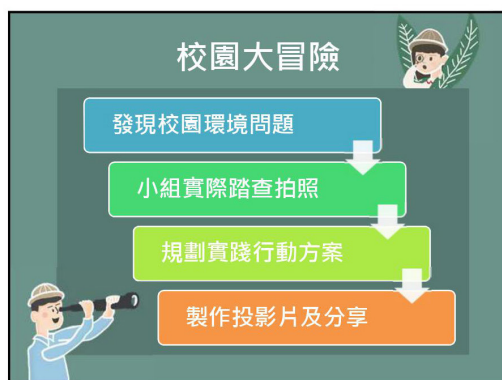 校園大冒險
發現校園環境問題
小組實際踏查拍照
規劃實踐行動方案
製作投影片及分享